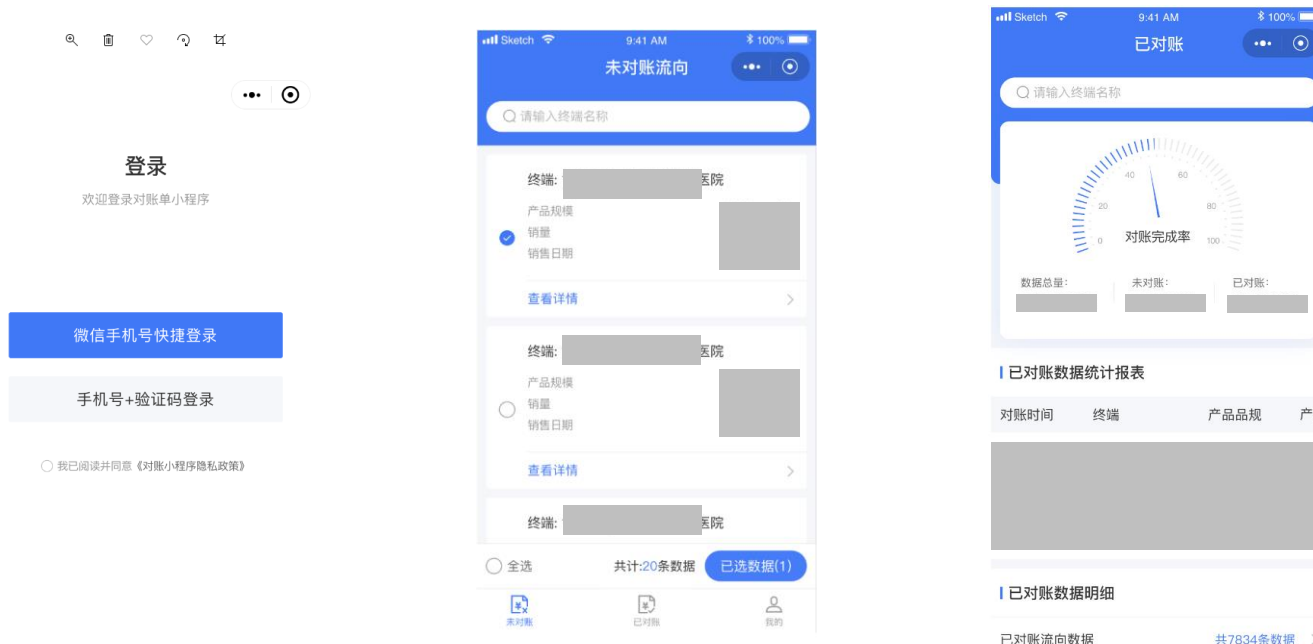 登录
欢迎登录对账单小程序
微信手机号快捷登录
手机号+验证码登录
我已阅读并同意《对账小程序隐私政策》
Sketch 9:41 AM 100%
未对账流向
请输入终端名称
终端: 医院
产品规模
销量
销售日期
查看详情
终端: 医院
产品规模
销量
销售日期
查看详情
终端: 医院
全选 共计:20条数据 已选数据(1)
未对账 已对账 我的
Sketch 9:41 AM 100%
已对账
请输入终端名称
0 20 40 60 80 100
对账完成率
数据总量: 未对账: 已对账:
已对账数据统计报表
对账时间 终端 产品品规 产
已对账数据明细
已对账流向数据 共7834条数据